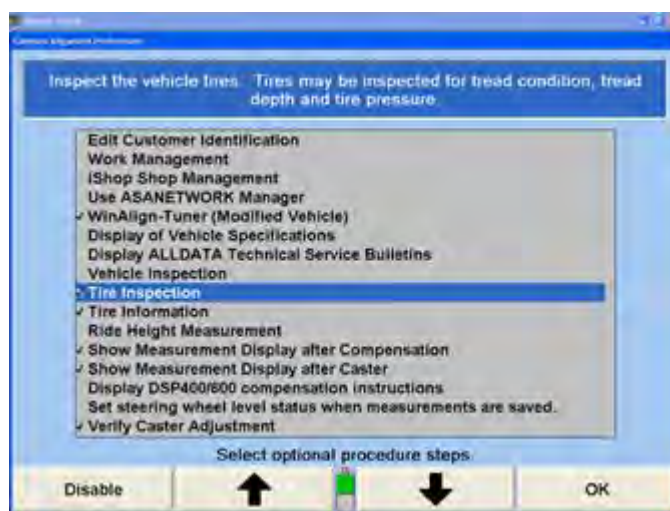 Inspect the vehicle tires. Tires may be inspected for tread condition, tread
depth and tire pressure.
Edit Customer Identification
Work Management
iShop Shop Management
Use ASANETWORK Manager
WinAlign-Tuner (Modified Vehicle)
Display of Vehicle Specifications
Display ALLDATA Technical Service Bulletins
Vehicle Inspection
Tire Inspection
Tire Information
Ride Height Measurement
Show Measurement Display after Compensation
Show Measurement Display after Caster
Display DSP400/600 compensation instructions
Set steering wheel level status when measurements are saved.
Verify Caster Adjustment
Select optional procedure steps
Disable
OK